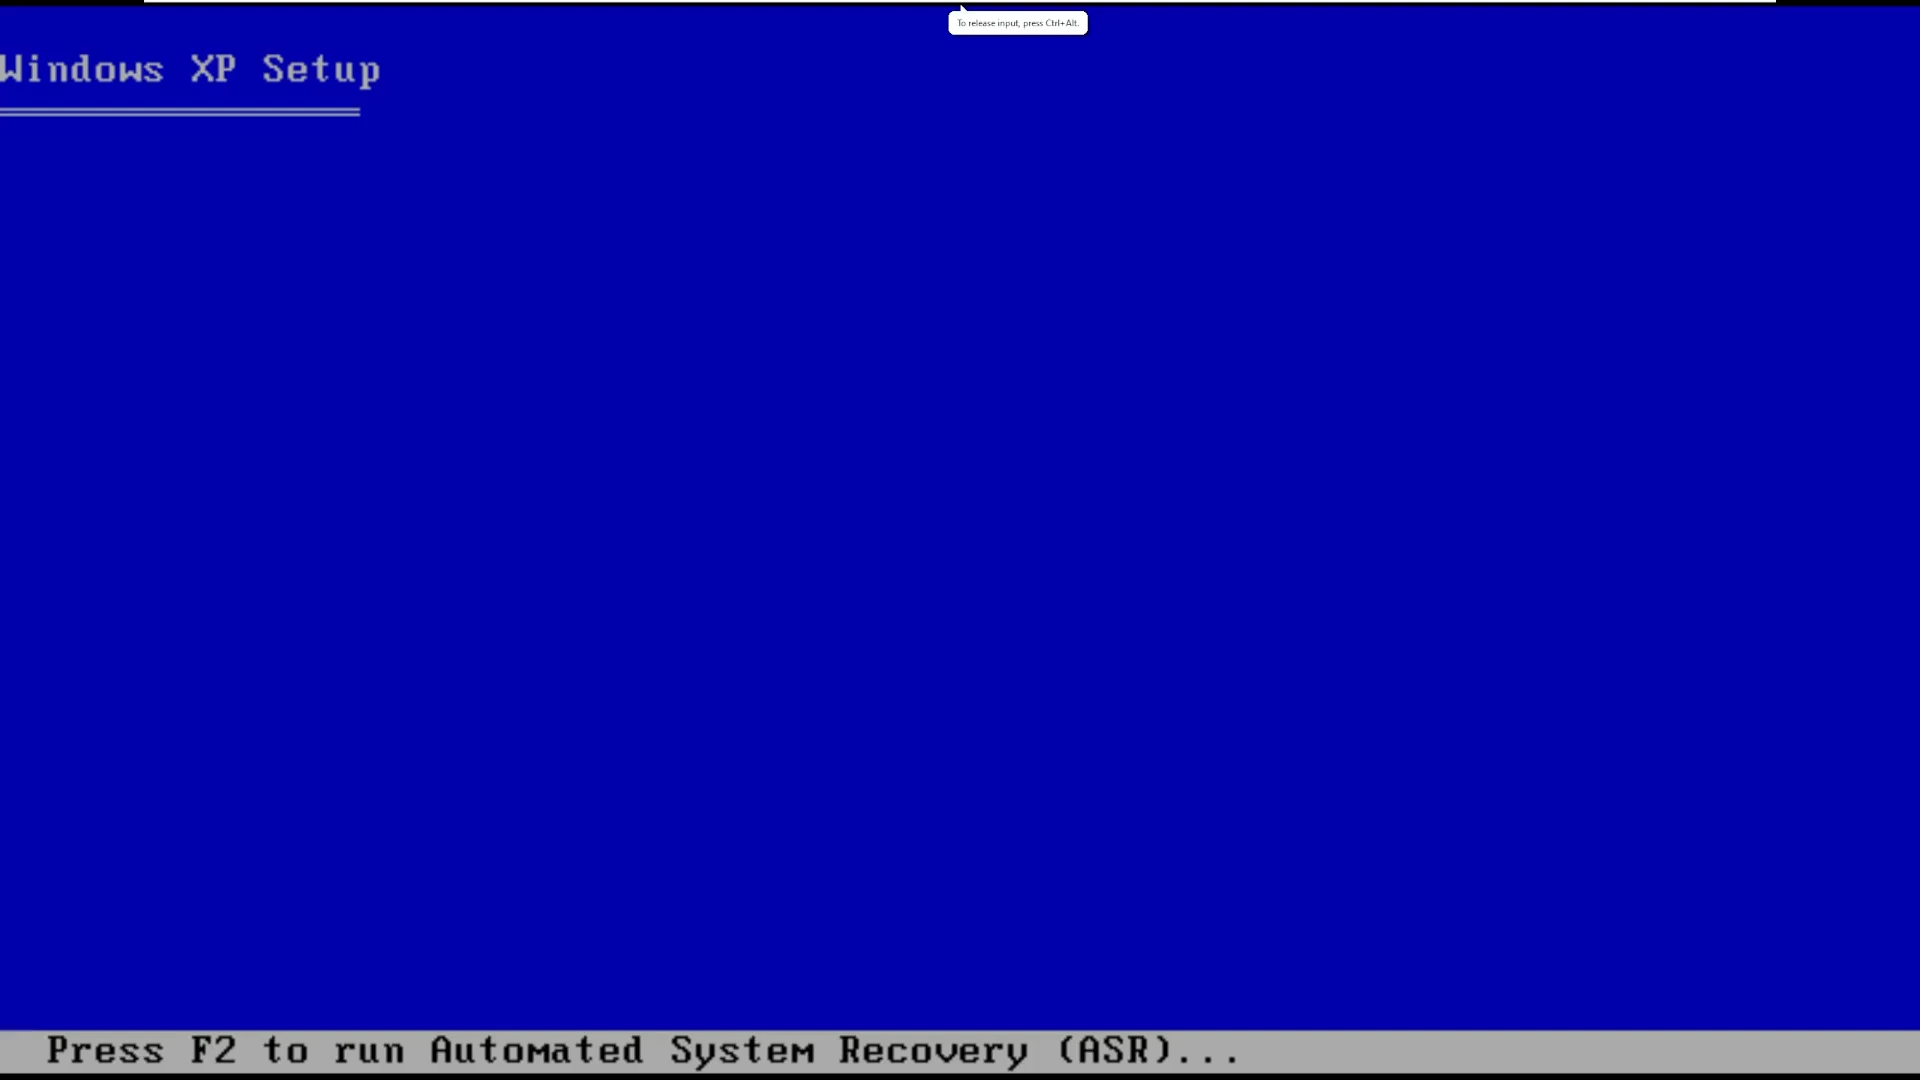 To release input, press Ctrl+Alt.
Windows XP Setup
Press F2 to run Automated System Recovery (ASR)...